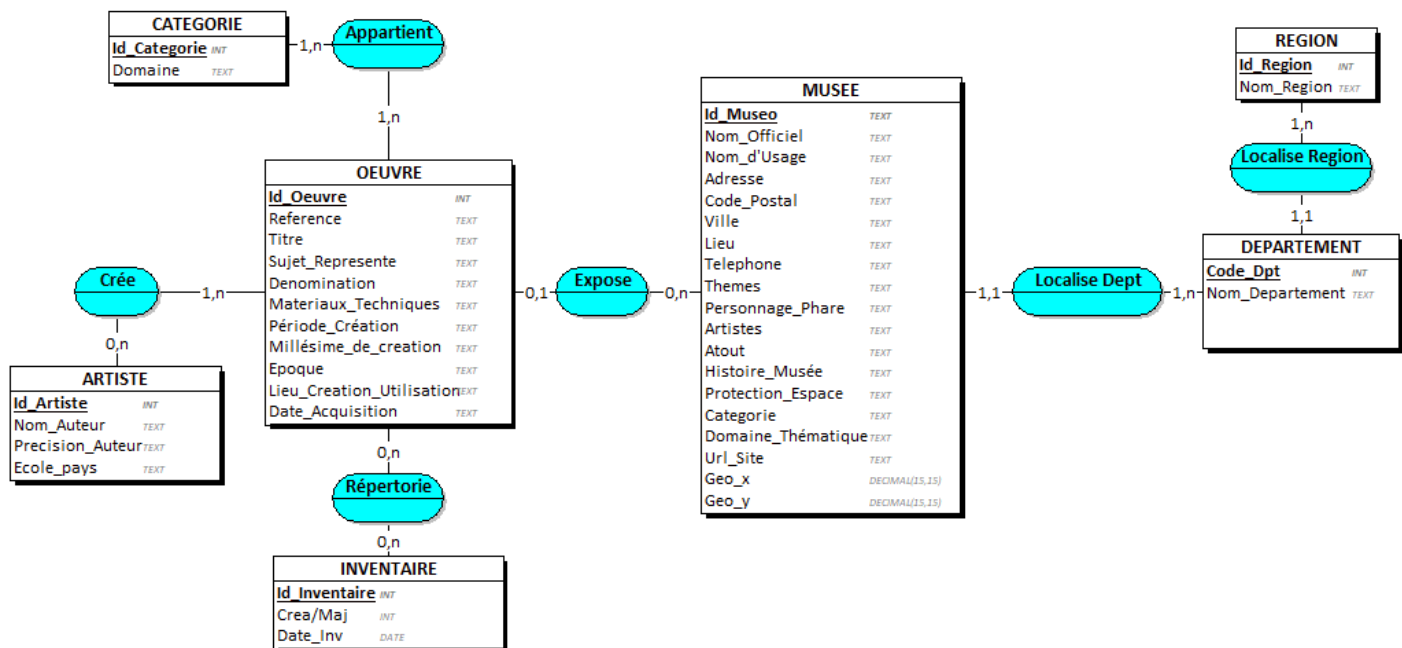 CATEGORIE
Id_Categorie INT
Domaine TEXT
1,n
Appartient
1,n
OEUVRE
Id_Oeuvre INT
Reference TEXT
Titre TEXT
Sujet_Represente TEXT
Denomination TEXT
Materiaux_Techniques TEXT
Période_Création TEXT
Millésime_de_creation TEXT
Epoque TEXT
Lieu_Creation_Utilisation TEXT
Date_Acquisition TEXT
Crée
1,n
0,n
ARTISTE
Id_Artiste INT
Nom_Auteur TEXT
Precision_Auteur TEXT
Ecole_pays TEXT
0,n
Répertorie
0,n
INVENTAIRE
Id_Inventaire INT
Crea/Maj INT
Date_Inv DATE
0,1
Expose
0,n
MUSEE
Id_Museo TEXT
Nom_Officiel TEXT
Nom_d'Usage TEXT
Adresse TEXT
Code_Postal TEXT
Ville TEXT
Lieu TEXT
Telephone TEXT
Themes TEXT
Personnage_Phare TEXT
Artistes TEXT
Atout TEXT
Histoire_Musée TEXT
Protection_Espace TEXT
Categorie TEXT
Domaine_Thématique TEXT
Url_Site TEXT
Geo_x DECIMAL(15,15)
Geo_y DECIMAL(15,15)
1,1
Localise Dept
1,n
REGION
Id_Region INT
Nom_Region TEXT
1,n
Localise Region
1,1
DEPARTEMENT
Code_Dpt INT
Nom_Departement TEXT